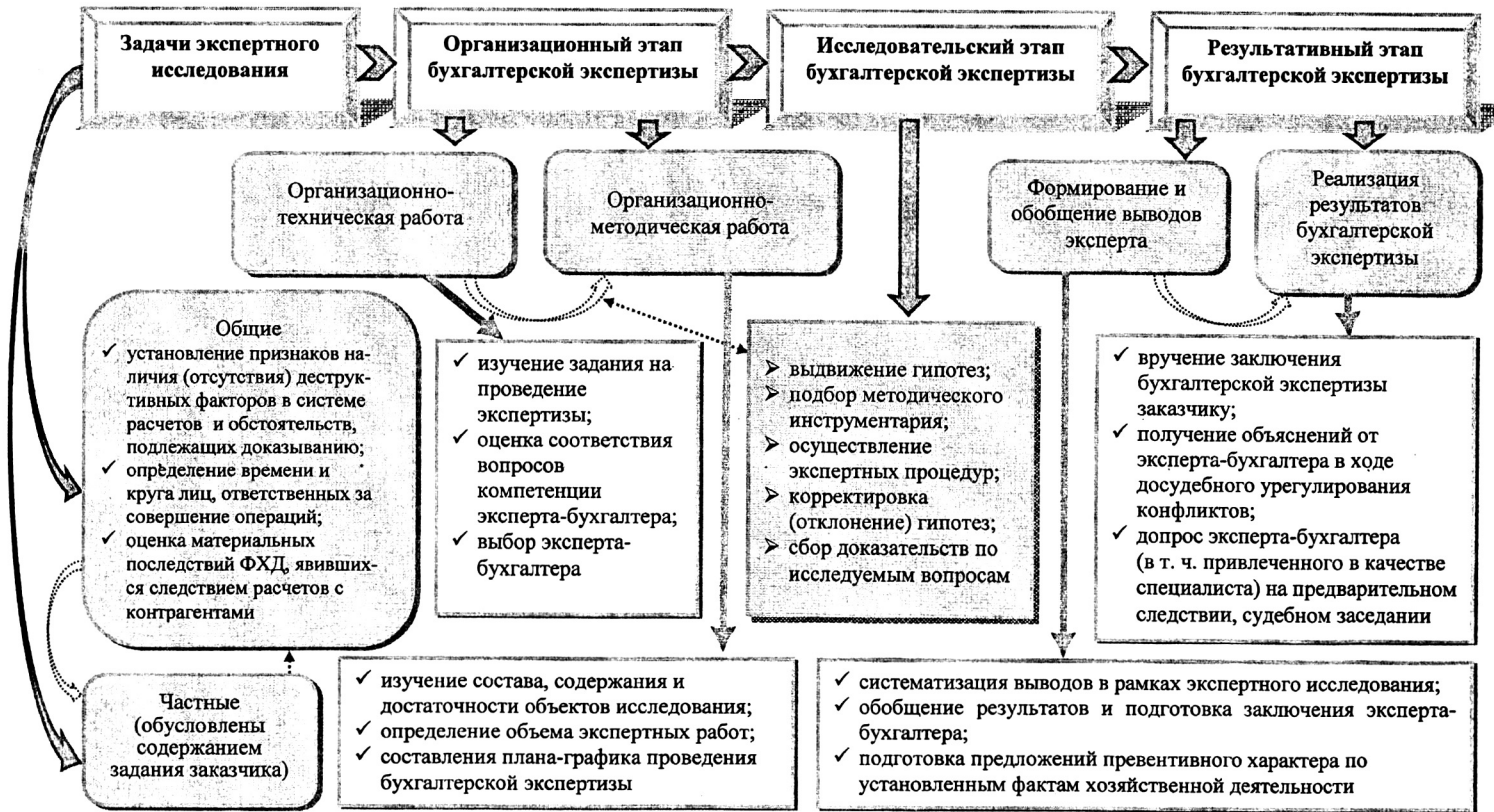 Задачи экспертного
исследования
Организационный этап
бухгалтерской экспертизы
Исследовательский этап
бухгалтерской экспертизы
Результативный этап
бухгалтерской экспертизы
Организационно-
техническая работа
Организационно-
методическая работа
Формирование и
обобщение выводов
эксперта
Реализация
результатов
бухгалтерской
экспертизы
Общие
✓ установление признаков на-
личия (отсутствия) деструк-
тивных факторов в системе
расчетов и обстоятельств,
подлежащих доказыванию;
✓ определение времени и
круга лиц, ответственных за
совершение операций;
✓ оценка материальных
последствий ФХД, явивших-
ся следствием расчетов с
контрагентами
✓ изучение задания на
проведение
экспертизы;
✓ оценка соответствия
вопросов
компетенции
эксперта-бухгалтера;
✓ выбор эксперта-
бухгалтера
➢ выдвижение гипотез;
➢ подбор методического
инструментария;
➢ осуществление
экспертных процедур;
➢ корректировка
(отклонение) гипотез;
➢ сбор доказательств по
исследуемым вопросам
✓ вручение заключения
бухгалтерской экспертизы
заказчику;
✓ получение объяснений от
эксперта-бухгалтера в ходе
досудебного урегулирования
конфликтов;
✓ допрос эксперта-бухгалтера
(в т. ч. привлеченного в качестве
специалиста) на предварительном
следствии, судебном заседании
Частные
(обусловлены
содержанием
задания заказчика)
✓ изучение состава, содержания и
достаточности объектов исследования;
✓ определение объема экспертных работ;
✓ составления плана-графика проведения
бухгалтерской экспертизы
✓ систематизация выводов в рамках экспертного исследования;
✓ обобщение результатов и подготовка заключения эксперта-
бухгалтера;
✓ подготовка предложений превентивного характера по
установленным фактам хозяйственной деятельности